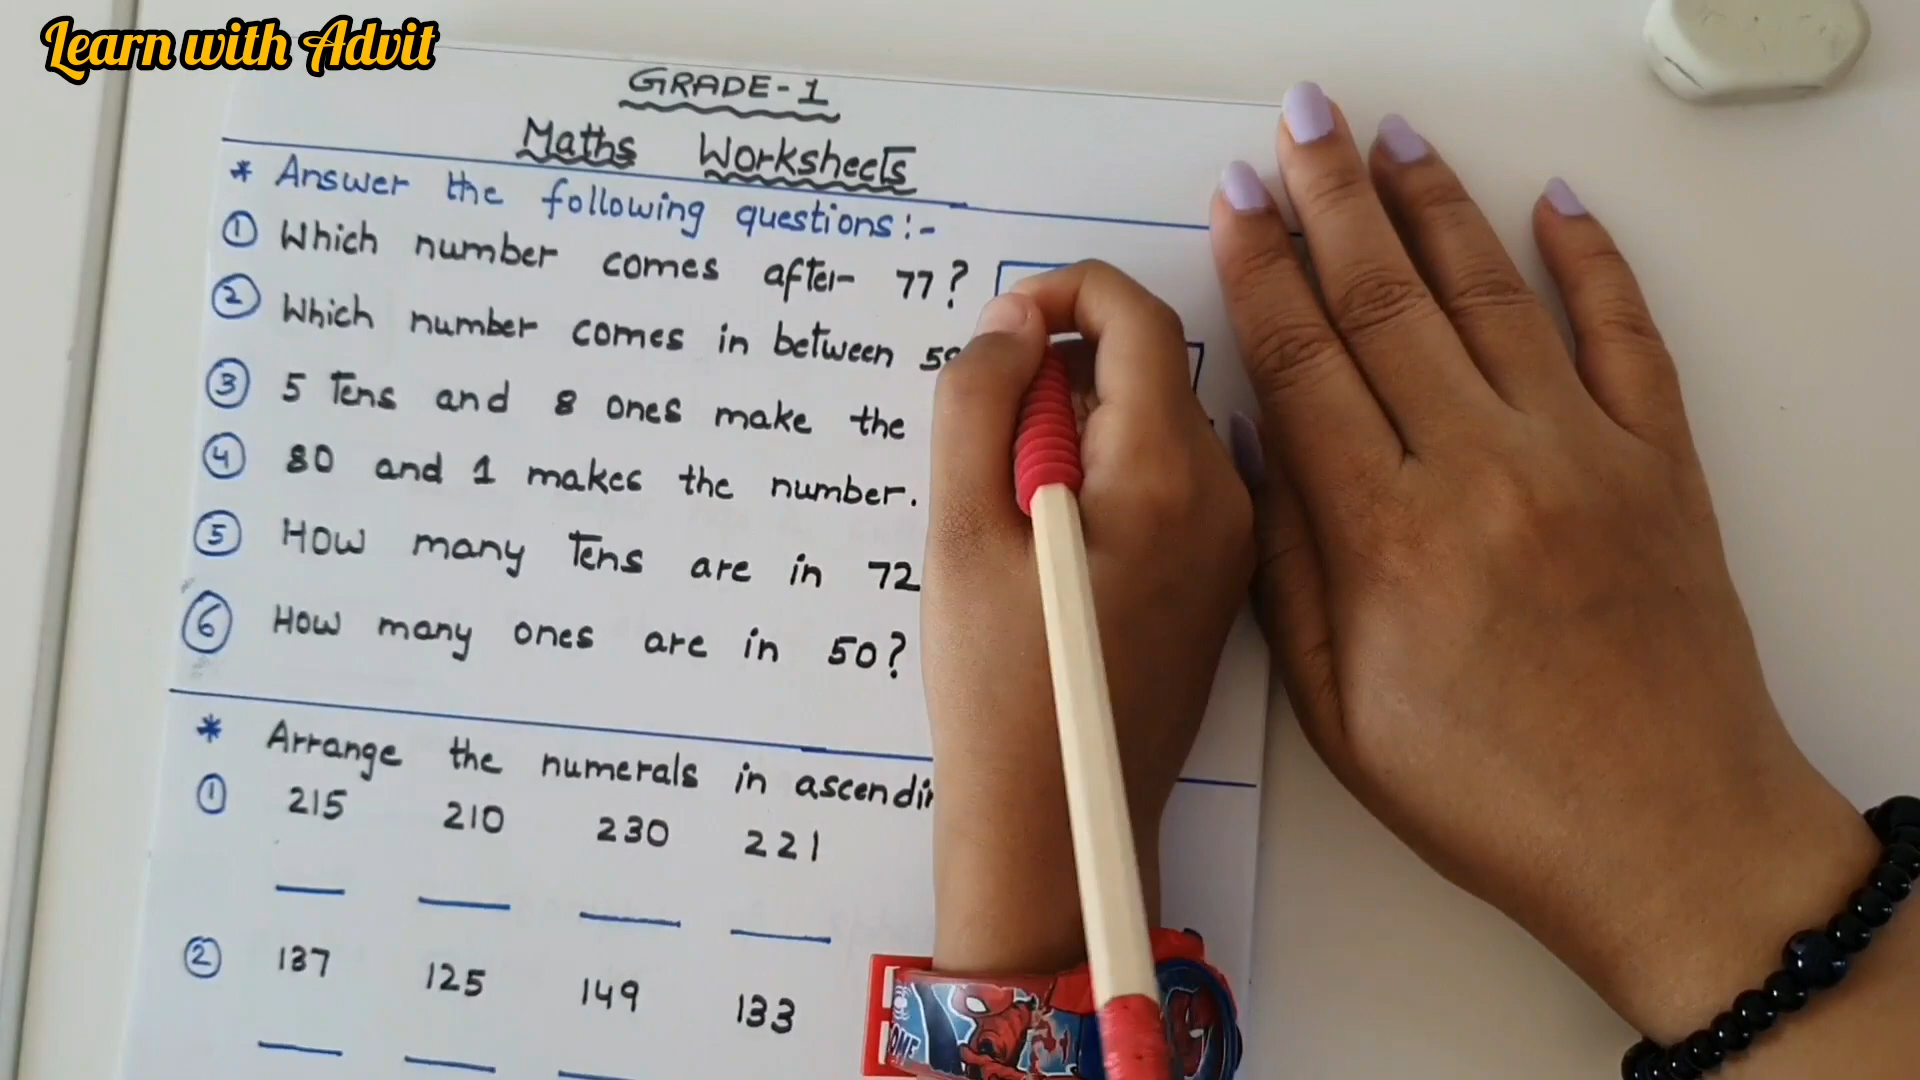 Learn with Advit
GRADE-1
Maths Worksheets
* Answer the following questions:-
1 Which number comes after 77?
2 Which number comes in between
3 5 Tens and 8 ones make the
4 80 and 1 makes the number.
5 How many Tens are in 72
6 How many ones are in 50?
* Arrange the numerals in
1 215 210 230 221
2 137 125 149 133